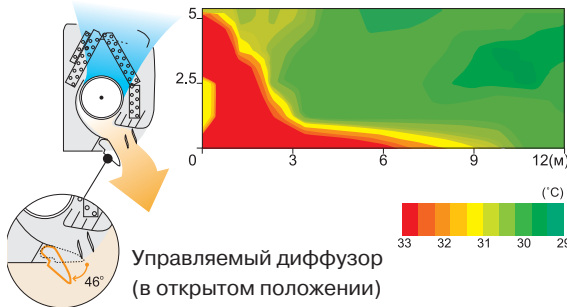 5
2.5
0 3 6 9 12(м)
(˚C)
33 32 31 30 29
46°
Управляемый диффузор
(в открытом положении)